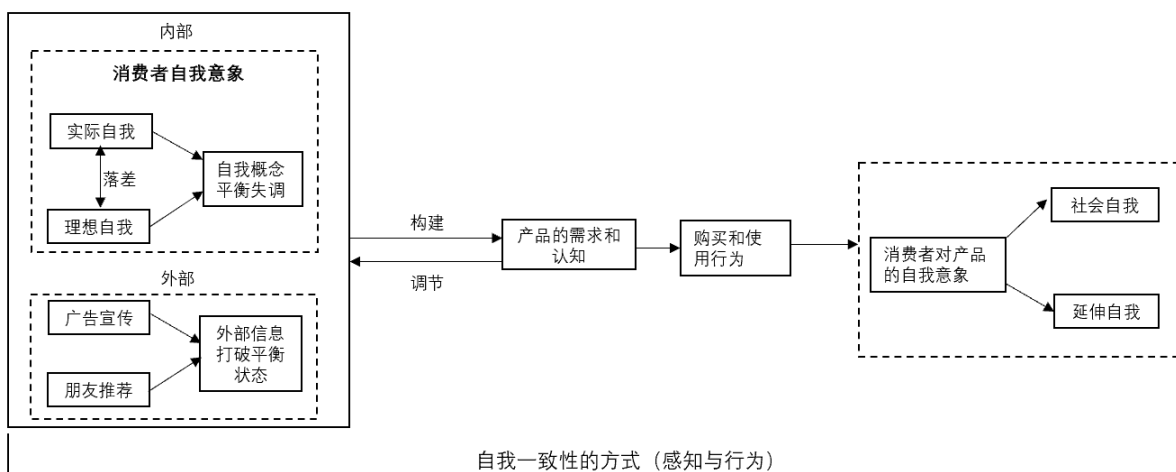 内部
消费者自我意象
实际自我
落差
理想自我
自我概念
平衡失调
外部
广告宣传
朋友推荐
外部信息
打破平衡
状态
构建
调节
产品的需求和
认知
购买和使
用行为
消费者对产品
的自我意象
社会自我
延伸自我
自我一致性的方式（感知与行为）